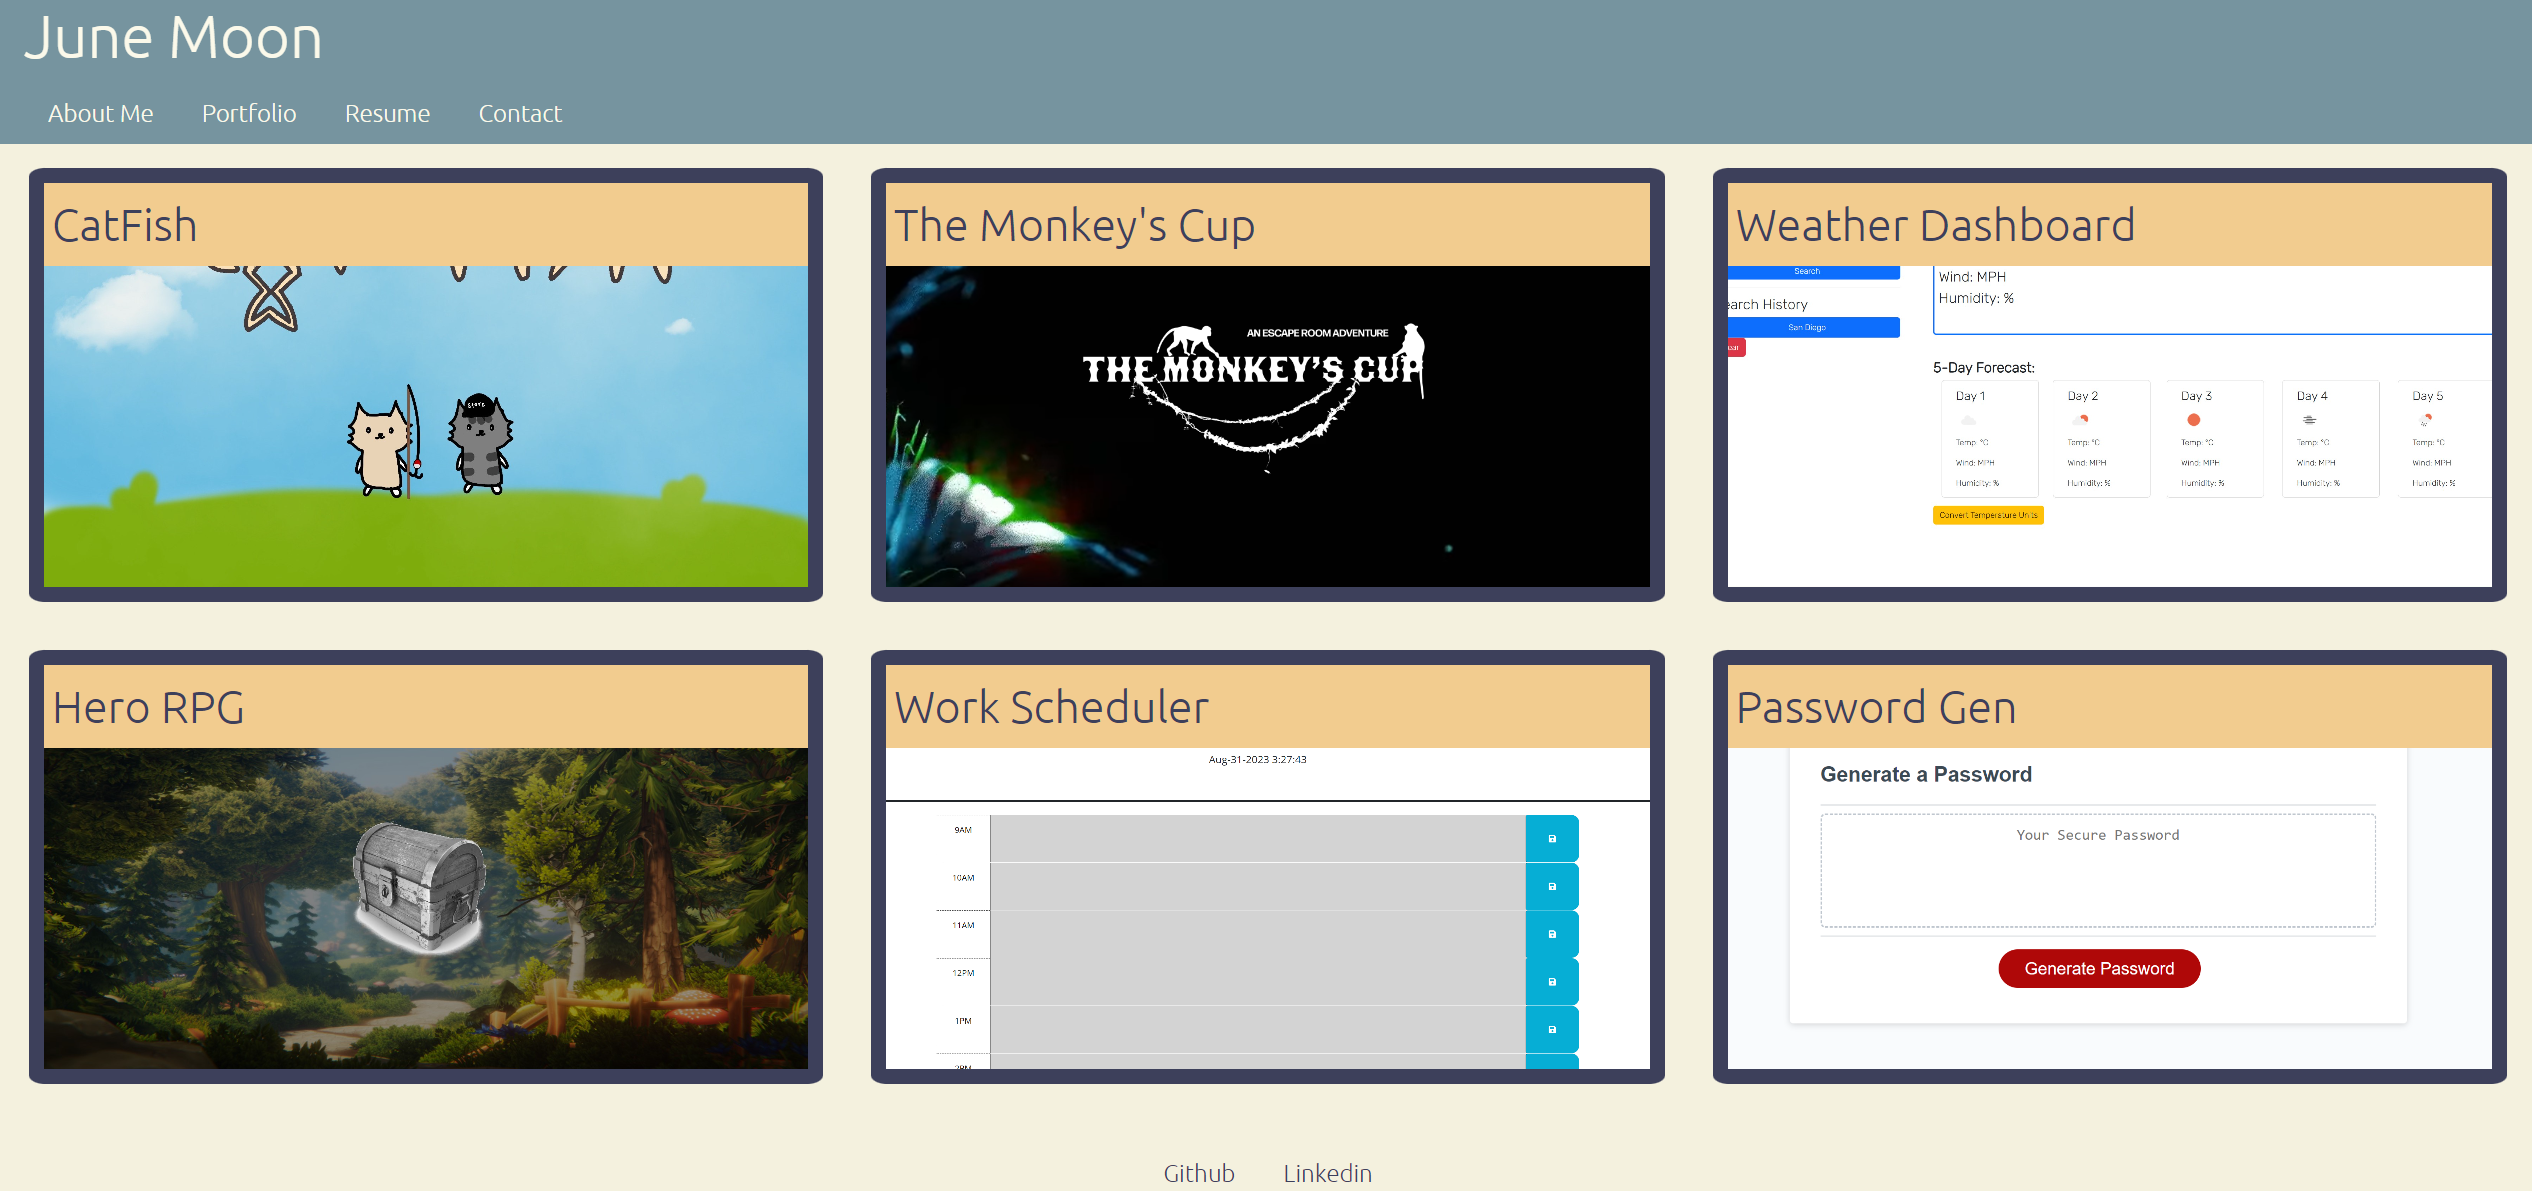 June Moon
About Me Portfolio Resume Contact
CatFish
The Monkey's Cup
AN ESCAPE ROOM ADVENTURE
THE MONKEY'S CUP
Weather Dashboard
Search
Wind: MPH
Humidity: %
earch History
San Diego
5-Day Forecast:
Day 1 Day 2 Day 3 Day 4 Day 5
Temp: °C Temp: °C Temp: °C Temp: °C Temp: °C
Wind: MPH Wind: MPH Wind: MPH Wind: MPH Wind: MPH
Humidity: % Humidity: % Humidity: % Humidity: % Humidity: %
Convert Temperature Units
Hero RPG
Work Scheduler
Aug-31-2023 3:27:43
9AM
10AM
11AM
12PM
1PM
2PM
Password Gen
Generate a Password
Your Secure Password
Generate Password
Github Linkedin